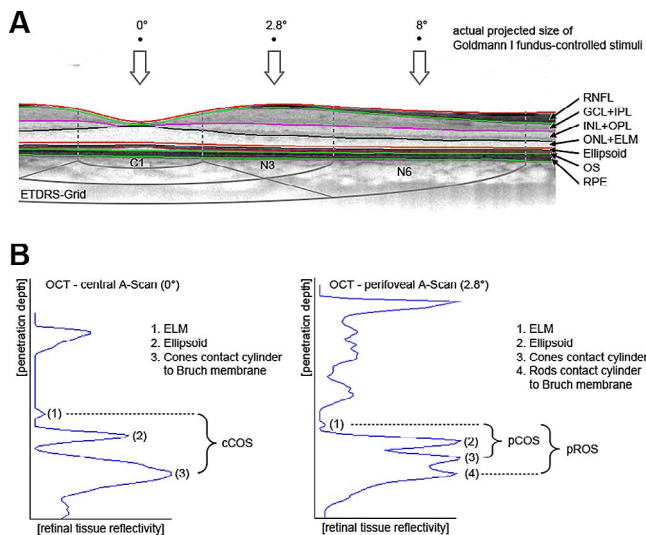 A
0° 2.8° 8° actual projected size of
Goldmann I fundus-controlled stimuli
RNFL
GCL+IPL
INL+OPL
ONL+ELM
Ellipsoid
OS
RPE
C1 N3 N6
ETDRS-Grid
B
OCT - central A-Scan (0°)
[penetration depth]
1. ELM
2. Ellipsoid
3. Cones contact cylinder
to Bruch membrane
(1)
(2)
(3)
cCOS
[retinal tissue reflectivity]
OCT - perifoveal A-Scan (2.8°)
[penetration depth]
1. ELM
2. Ellipsoid
3. Cones contact cylinder
4. Rods contact cylinder
to Bruch membrane
(1)
(2)
(3)
(4)
pCOS
pROS
[retinal tissue reflectivity]